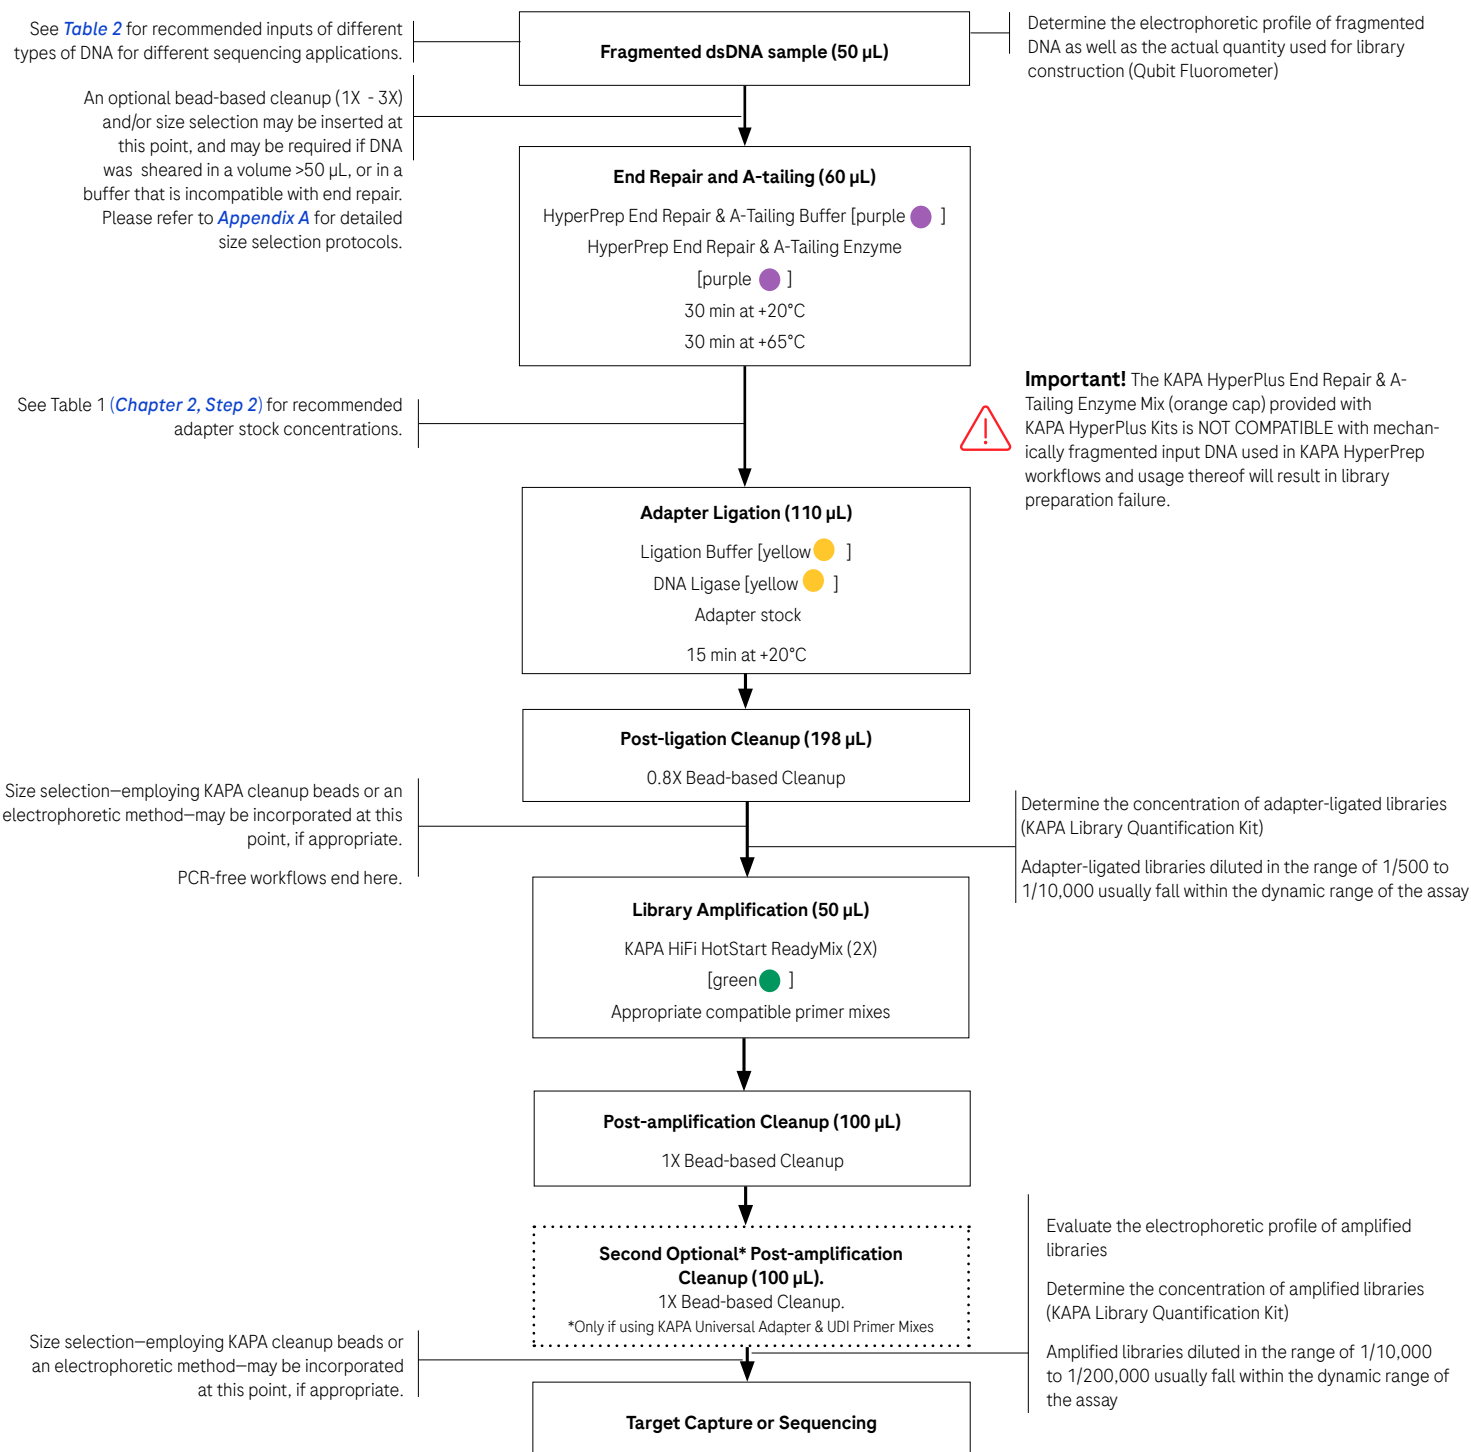 See Table 2 for recommended inputs of different
types of DNA for different sequencing applications.
Fragmented dsDNA sample (50 µL)
Determine the electrophoretic profile of fragmented
DNA as well as the actual quantity used for library
construction (Qubit Fluorometer)
An optional bead-based cleanup (1X - 3X)
and/or size selection may be inserted at
this point, and may be required if DNA
was sheared in a volume >50 µL, or in a
buffer that is incompatible with end repair.
Please refer to Appendix A for detailed
size selection protocols.
End Repair and A-tailing (60 µL)
HyperPrep End Repair & A-Tailing Buffer [purple ]
HyperPrep End Repair & A-Tailing Enzyme
[purple ]
30 min at +20°C
30 min at +65°C
See Table 1 (Chapter 2, Step 2) for recommended
adapter stock concentrations.
Important! The KAPA HyperPlus End Repair & A-
Tailing Enzyme Mix (orange cap) provided with
KAPA HyperPlus Kits is NOT COMPATIBLE with mechan-
ically fragmented input DNA used in KAPA HyperPrep
workflows and usage thereof will result in library
preparation failure.
Adapter Ligation (110 µL)
Ligation Buffer [yellow ]
DNA Ligase [yellow ]
Adapter stock
15 min at +20°C
Post-ligation Cleanup (198 µL)
0.8X Bead-based Cleanup
Size selection—employing KAPA cleanup beads or an
electrophoretic method—may be incorporated at this
point, if appropriate.
PCR-free workflows end here.
Determine the concentration of adapter-ligated libraries
(KAPA Library Quantification Kit)
Adapter-ligated libraries diluted in the range of 1/500 to
1/10,000 usually fall within the dynamic range of the assay
Library Amplification (50 µL)
KAPA HiFi HotStart ReadyMix (2X)
[green ]
Appropriate compatible primer mixes
Post-amplification Cleanup (100 µL)
1X Bead-based Cleanup
Second Optional* Post-amplification
Cleanup (100 µL).
1X Bead-based Cleanup.
*Only if using KAPA Universal Adapter & UDI Primer Mixes
Evaluate the electrophoretic profile of amplified
libraries
Determine the concentration of amplified libraries
(KAPA Library Quantification Kit)
Amplified libraries diluted in the range of 1/10,000
to 1/200,000 usually fall within the dynamic range of
the assay
Size selection—employing KAPA cleanup beads or
an electrophoretic method—may be incorporated
at this point, if appropriate.
Target Capture or Sequencing